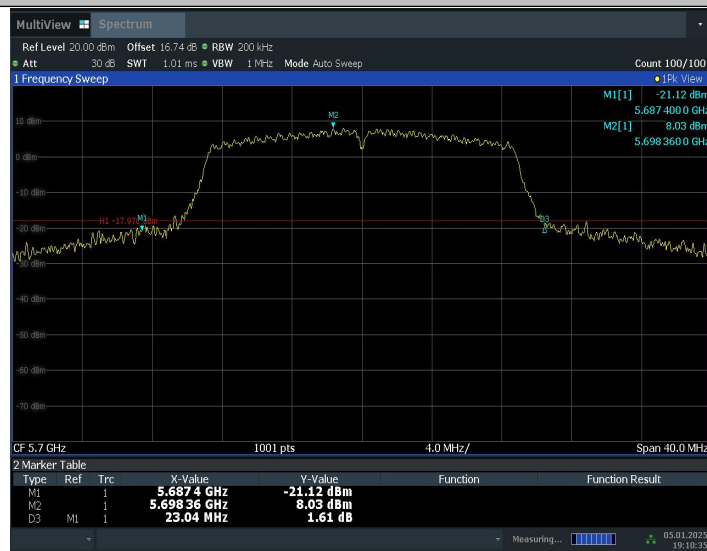 MultiView Spectrum
Ref Level 20.00 dBm Offset 16.74 dB RBW 200 kHz
Att 30 dB SWT 1.01 ms VBW 1 MHz Mode Auto Sweep Count 100/100
1 Frequency Sweep 1Pk View
M1[1] -21.12 dBm
5.687 400 0 GHz
M2[1] 8.03 dBm
5.698 360 0 GHz
M2
10 dBm
0 dBm
-10 dBm
H1 -17.970 dBm
M1
D3
-20 dBm
-30 dBm
-40 dBm
-50 dBm
-60 dBm
-70 dBm
CF 5.7 GHz 1001 pts 4.0 MHz/ Span 40.0 MHz
2 Marker Table
Type Ref Trc X-Value Y-Value Function Function Result
M1 1 5.687 4 GHz -21.12 dBm
M2 1 5.698 36 GHz 8.03 dBm
D3 M1 1 23.04 MHz 1.61 dB
Measuring... 05.01.2025
19:10:35